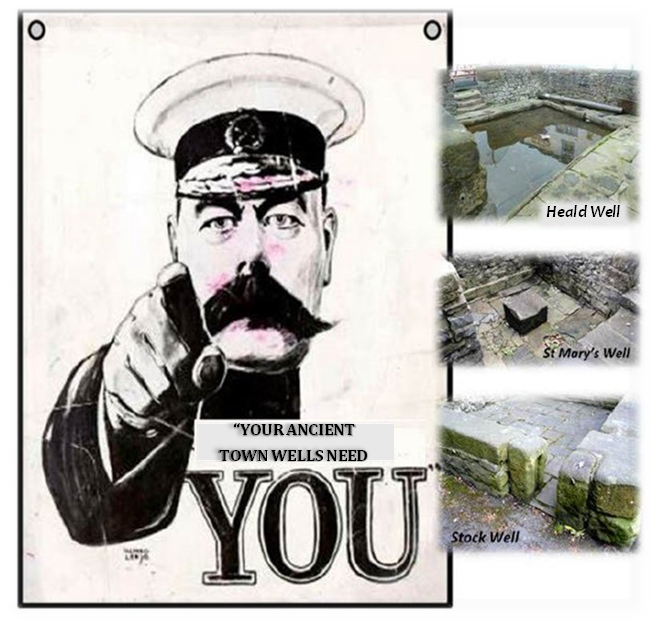 “YOUR ANCIENT
TOWN WELLS NEED
YOU”
Heald Well
St Mary's Well
Stock Well